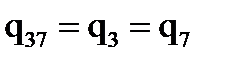 q₃₇ = q₃ = q₇